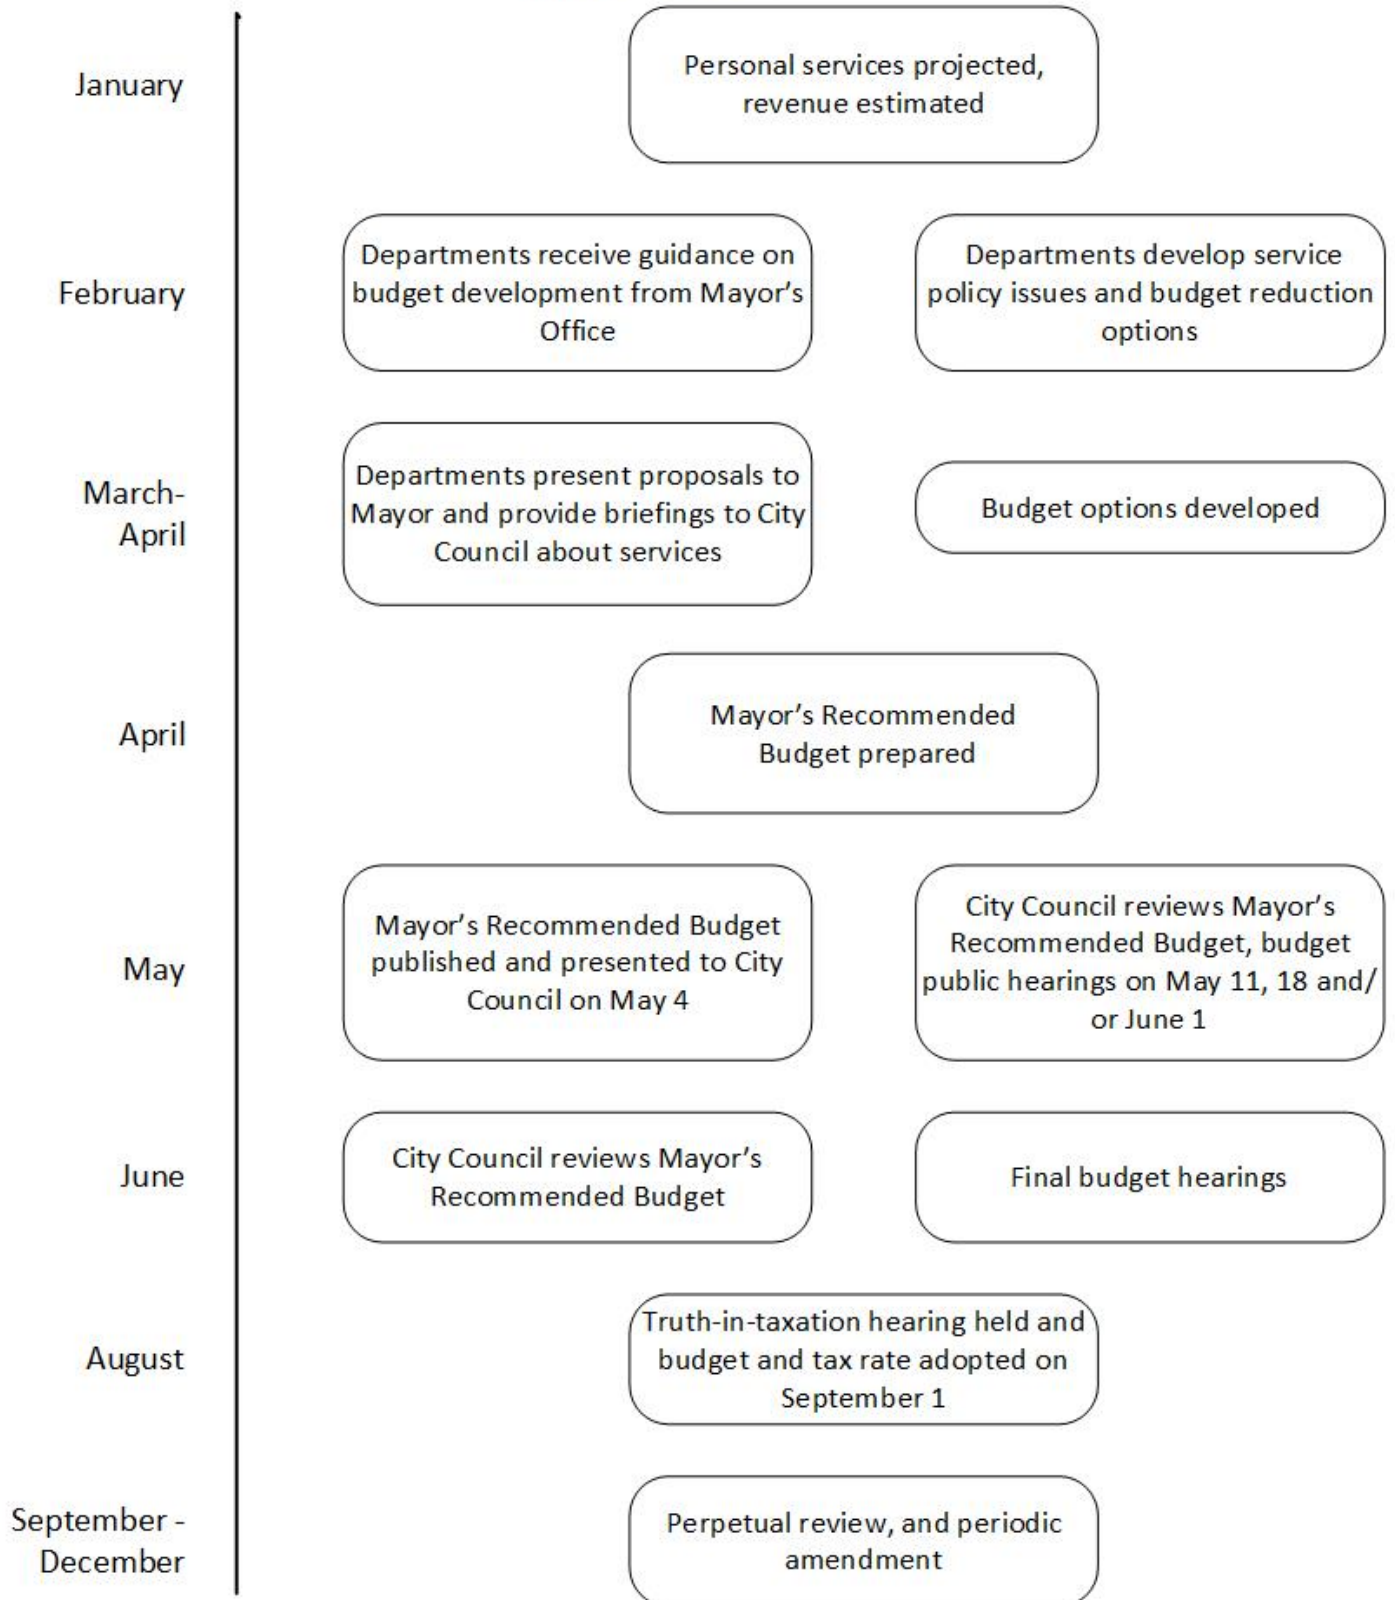 January
Personal services projected,
revenue estimated
February
Departments receive guidance on
budget development from Mayor’s
Office
Departments develop service
policy issues and budget reduction
options
March-
April
Departments present proposals to
Mayor and provide briefings to City
Council about services
Budget options developed
April
Mayor’s Recommended
Budget prepared
May
Mayor’s Recommended Budget
published and presented to City
Council on May 4
City Council reviews Mayor’s
Recommended Budget, budget
public hearings on May 11, 18 and/
or June 1
June
City Council reviews Mayor’s
Recommended Budget
Final budget hearings
August
Truth-in-taxation hearing held and
budget and tax rate adopted on
September 1
September -
December
Perpetual review, and periodic
amendment